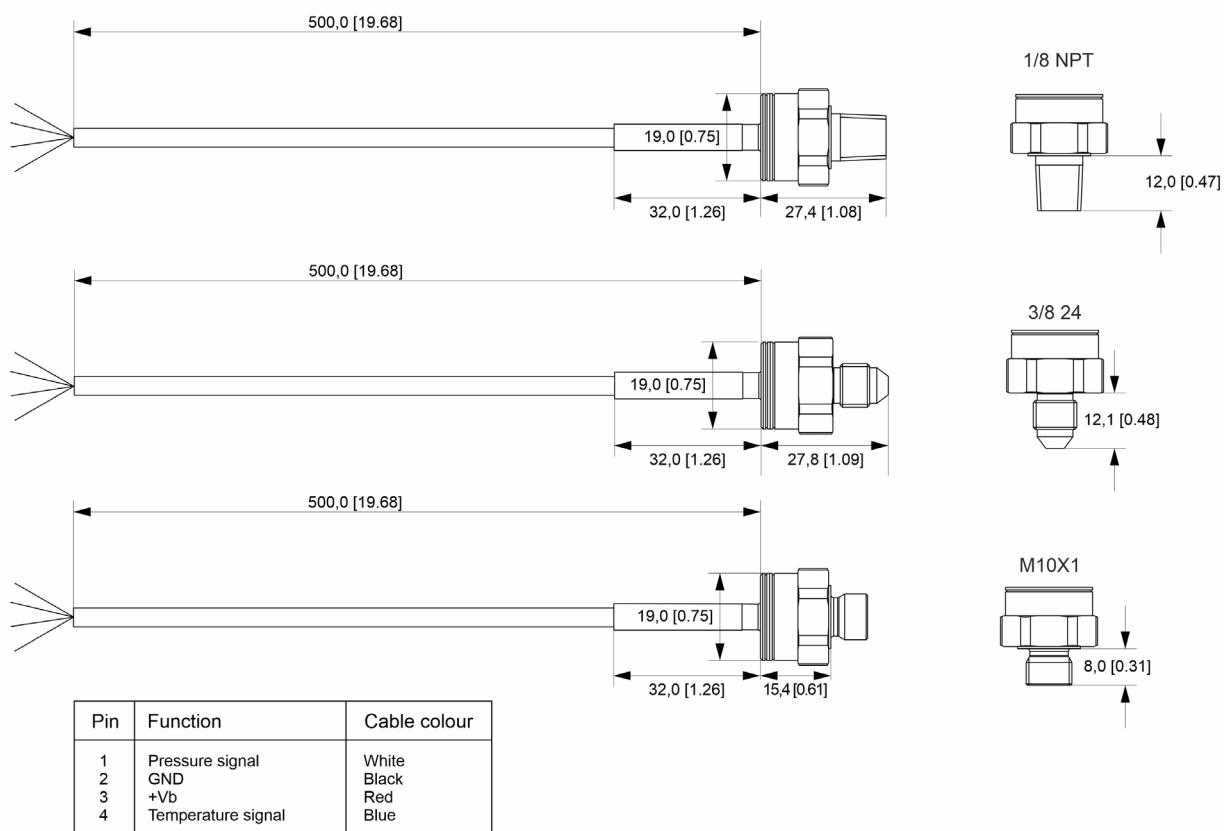 500,0 [19.68]
19,0 [0.75]
32,0 [1.26]
27,4 [1.08]
1/8 NPT
12,0 [0.47]
500,0 [19.68]
19,0 [0.75]
32,0 [1.26]
27,8 [1.09]
3/8 24
12,1 [0.48]
500,0 [19.68]
19,0 [0.75]
32,0 [1.26]
15,4 [0.61]
M10X1
8,0 [0.31]
Pin Function Cable colour
1 Pressure signal White
2 GND Black
3 +Vb Red
4 Temperature signal Blue